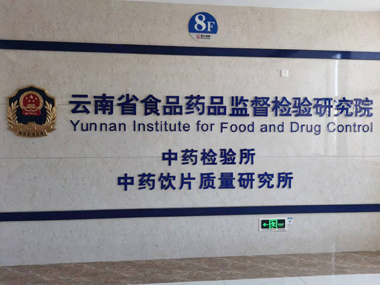 8F
云南省食品药品监督检验研究院
Yunnan Institute for Food and Drug Control
中药检验所
中药饮片质量研究所